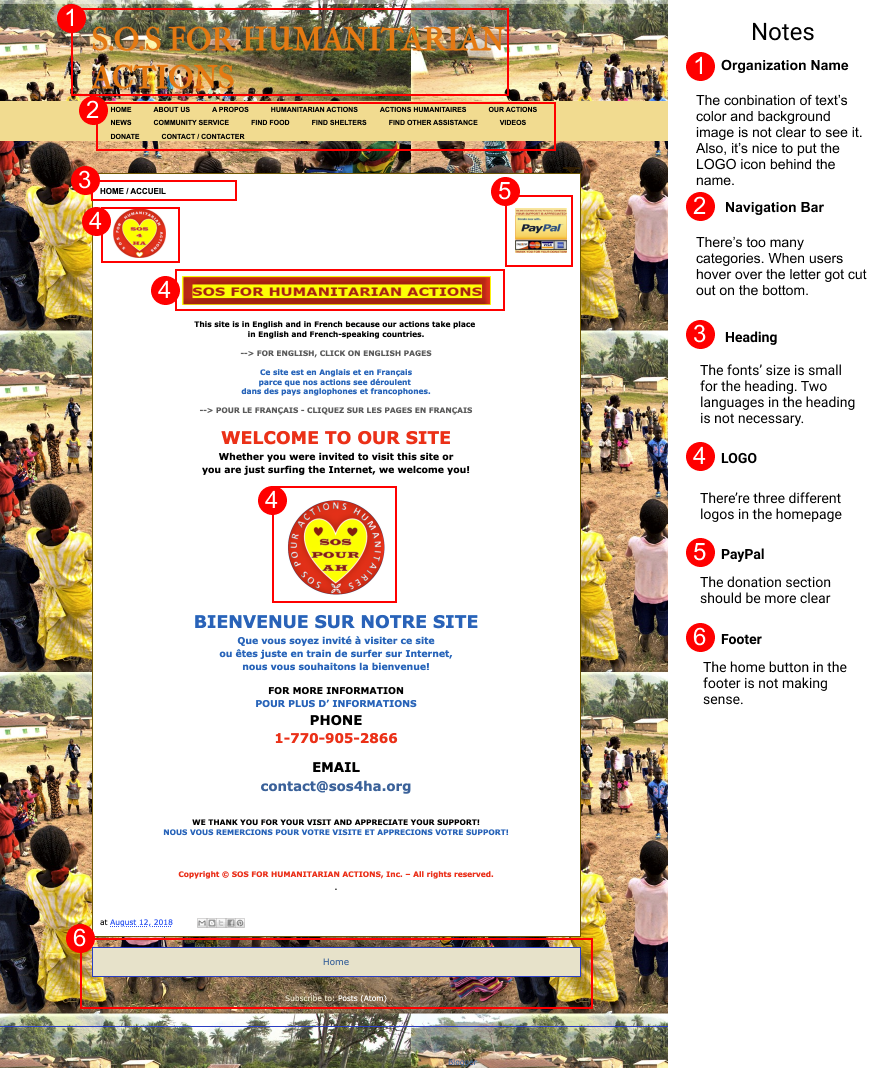 1
S.O.S FOR HUMANITARIAN
ACTIONS
2
HOME ABOUT US A PROPOS HUMANITARIAN ACTIONS ACTIONS HUMANITAIRES OUR ACTIONS
NEWS COMMUNITY SERVICE FIND FOOD FIND SHELTERS FIND OTHER ASSISTANCE VIDEOS
DONATE CONTACT / CONTACTER
3
HOME / ACCUEIL
4
S O S FOR HUMANITARIAN ACTIONS
SOS
4
HA
5
PayPal
4
SOS FOR HUMANITARIAN ACTIONS
This site is in English and in French because our actions take place
in English and French-speaking countries.
--> FOR ENGLISH, CLICK ON ENGLISH PAGES
Ce site est en Anglais et en Français
parce que nos actions see déroulent
dans des pays anglophones et francophones.
--> POUR LE FRANÇAIS - CLIQUEZ SUR LES PAGES EN FRANÇAIS
WELCOME TO OUR SITE
Whether you were invited to visit this site or
you are just surfing the Internet, we welcome you!
4
SOS POUR ACTIONS HUMANITAIRES
SOS
POUR
AH
BIENVENUE SUR NOTRE SITE
Que vous soyez invité à visiter ce site
ou êtes juste en train de surfer sur Internet,
nous vous souhaitons la bienvenue!
FOR MORE INFORMATION
POUR PLUS D’ INFORMATIONS
PHONE
1-770-905-2866
EMAIL
contact@sos4ha.org
WE THANK YOU FOR YOUR VISIT AND APPRECIATE YOUR SUPPORT!
NOUS VOUS REMERCIONS POUR VOTRE VISITE ET APPRECIONS VOTRE SUPPORT!
Copyright © SOS FOR HUMANITARIAN ACTIONS, Inc. – All rights reserved.
.
at August 12, 2018
6
Home
Subscribe to: Posts (Atom)
Notes
1 Organization Name
The conbination of text’s
color and background
image is not clear to see it.
Also, it’s nice to put the
LOGO icon behind the
name.
2 Navigation Bar
There’s too many
categories. When users
hover over the letter got cut
out on the bottom.
3 Heading
The fonts’ size is small
for the heading. Two
languages in the heading
is not necessary.
4 LOGO
There’re three different
logos in the homepage
5 PayPal
The donation section
should be more clear
6 Footer
The home button in the
footer is not making
sense.